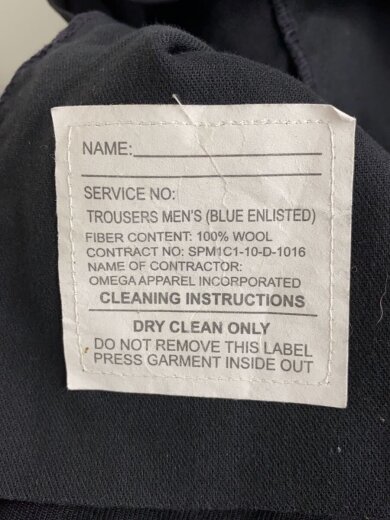 NAME:
SERVICE NO:
TROUSERS MEN'S (BLUE ENLISTED)
FIBER CONTENT: 100% WOOL
CONTRACT NO: SPM1C1-10-D-1016
NAME OF CONTRACTOR:
OMEGA APPAREL INCORPORATED
CLEANING INSTRUCTIONS
DRY CLEAN ONLY
DO NOT REMOVE THIS LABEL
PRESS GARMENT INSIDE OUT